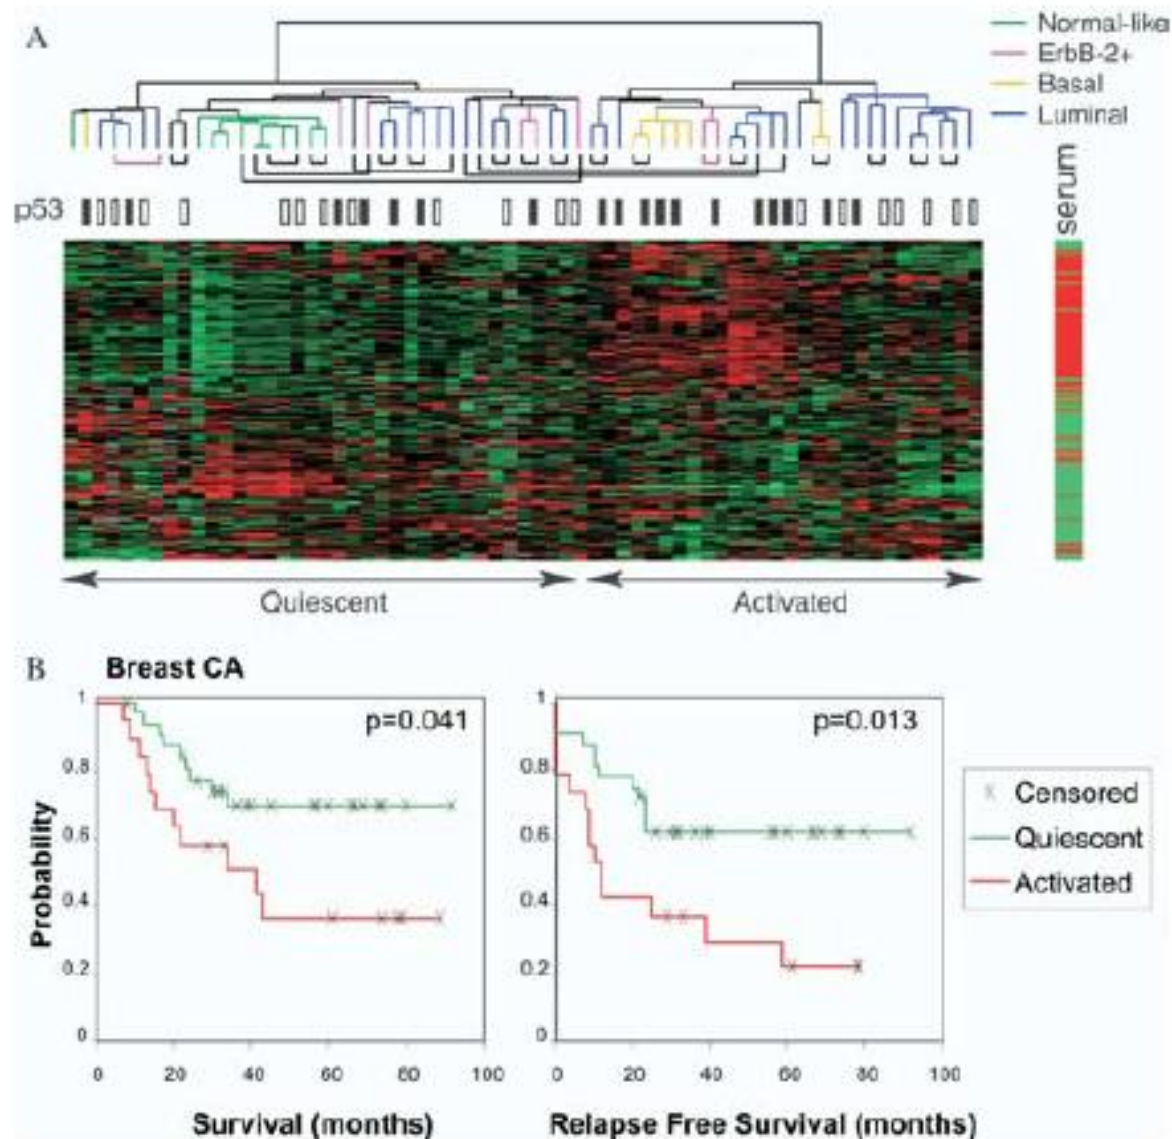 A
Normal-like
ErbB-2+
Basal
Luminal
serum
p53
Quiescent
Activated
B
Breast CA
p=0.041
1
0.8
0.6
0.4
0.2
0
Probability
0 20 40 60 80 100
Survival (months)
p=0.013
1
0.8
0.6
0.4
0.2
0
0 20 40 60 80 100
Relapse Free Survival (months)
Censored
Quiescent
Activated